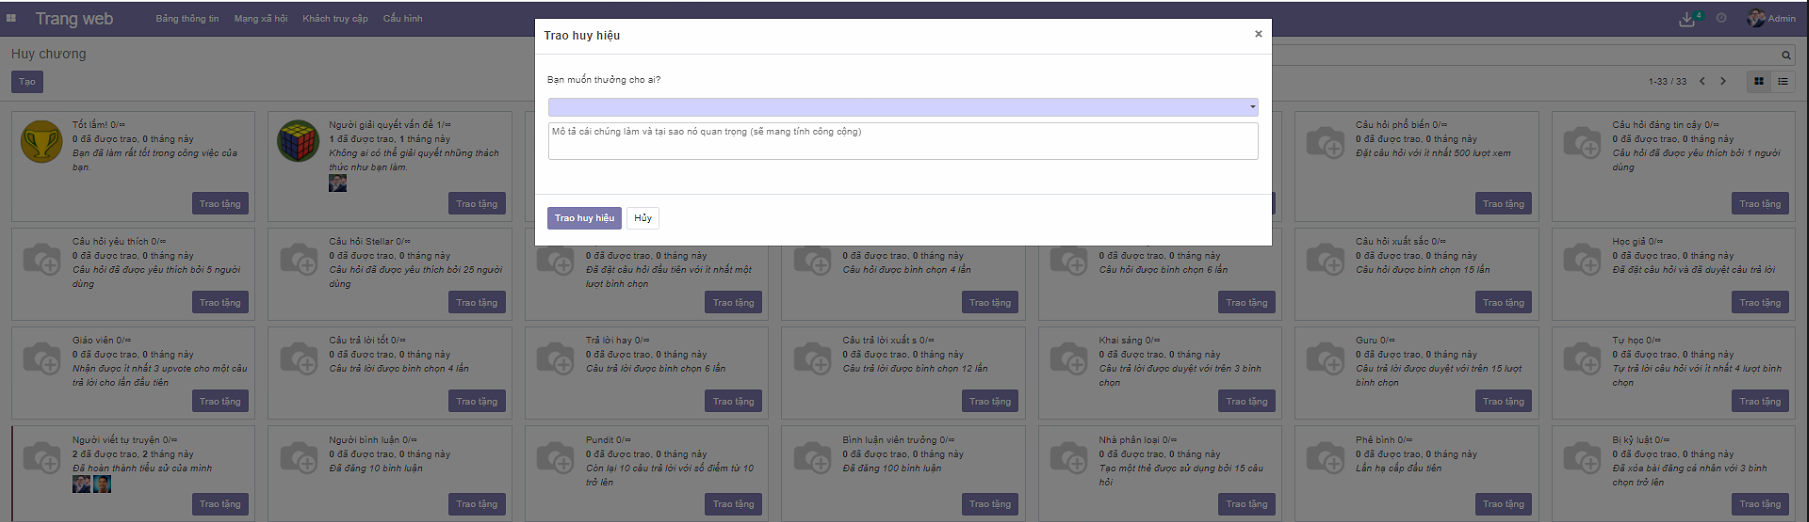 Trang web
Bảng thông tin
Mạng xã hội
Khách truy cập
Cấu hình
4
Admin
Huy chương
Tạo
1-33 / 33
Trao huy hiệu
×
Bạn muốn thưởng cho ai?
Mô tả cái chúng làm và tại sao nó quan trọng (sẽ mang tính công cộng)
Trao huy hiệu
Hủy
Tốt lắm! 0/∞
0 đã được trao, 0 tháng này
Bạn đã làm rất tốt trong công việc của
bạn.
Trao tặng
Người giải quyết vấn đề 1/∞
1 đã được trao, 1 tháng này
Không ai có thể giải quyết những thách
thức như bạn làm.
Trao tặng
Câu hỏi phổ biến 0/∞
0 đã được trao, 0 tháng này
Đặt câu hỏi với ít nhất 500 lượt xem
Trao tặng
Câu hỏi đáng tin cậy 0/∞
0 đã được trao, 0 tháng này
Câu hỏi đã được yêu thích bởi 1 người
dùng
Trao tặng
Câu hỏi yêu thích 0/∞
0 đã được trao, 0 tháng này
Câu hỏi đã được yêu thích bởi 5 người
dùng
Trao tặng
Câu hỏi Stellar 0/∞
0 đã được trao, 0 tháng này
Câu hỏi đã được yêu thích bởi 25 người
dùng
Trao tặng
0 đã được trao, 0 tháng này
Đã đặt câu hỏi đầu tiên với ít nhất một
lượt bình chọn
Trao tặng
0 đã được trao, 0 tháng này
Câu hỏi được bình chọn 4 lần
Trao tặng
0 đã được trao, 0 tháng này
Câu hỏi được bình chọn 6 lần
Trao tặng
Câu hỏi xuất sắc 0/∞
0 đã được trao, 0 tháng này
Câu hỏi được bình chọn 15 lần
Trao tặng
Học giả 0/∞
0 đã được trao, 0 tháng này
Đã đặt câu hỏi và đã duyệt câu trả lời
Trao tặng
Giáo viên 0/∞
0 đã được trao, 0 tháng này
Nhận được ít nhất 3 upvote cho một câu
trả lời cho lần đầu tiên
Trao tặng
Câu trả lời tốt 0/∞
0 đã được trao, 0 tháng này
Câu trả lời được bình chọn 4 lần
Trao tặng
Trả lời hay 0/∞
0 đã được trao, 0 tháng này
Câu trả lời được bình chọn 6 lần
Trao tặng
Câu trả lời xuất s 0/∞
0 đã được trao, 0 tháng này
Câu trả lời được bình chọn 12 lần
Trao tặng
Khai sáng 0/∞
0 đã được trao, 0 tháng này
Câu trả lời được duyệt với trên 3 bình
chọn
Trao tặng
Guru 0/∞
0 đã được trao, 0 tháng này
Câu trả lời được duyệt với trên 15 lượt
bình chọn
Trao tặng
Tự học 0/∞
0 đã được trao, 0 tháng này
Tự trả lời câu hỏi với ít nhất 4 lượt bình
chọn
Trao tặng
Người viết tự truyện 0/∞
2 đã được trao, 2 tháng này
Đã hoàn thành tiểu sử của mình
Trao tặng
Người bình luận 0/∞
0 đã được trao, 0 tháng này
Đã đăng 10 bình luận
Trao tặng
Pundit 0/∞
0 đã được trao, 0 tháng này
Còn lại 10 câu trả lời với số điểm từ 10
trở lên
Trao tặng
Bình luận viên trưởng 0/∞
0 đã được trao, 0 tháng này
Đã đăng 100 bình luận
Trao tặng
Nhà phân loại 0/∞
0 đã được trao, 0 tháng này
Tạo một thẻ được sử dụng bởi 15 câu
hỏi
Trao tặng
Phê bình 0/∞
0 đã được trao, 0 tháng này
Lần hạ cấp đầu tiên
Trao tặng
Bị kỷ luật 0/∞
0 đã được trao, 0 tháng này
Đã xóa bài đăng cá nhân với 3 bình
chọn trở lên
Trao tặng